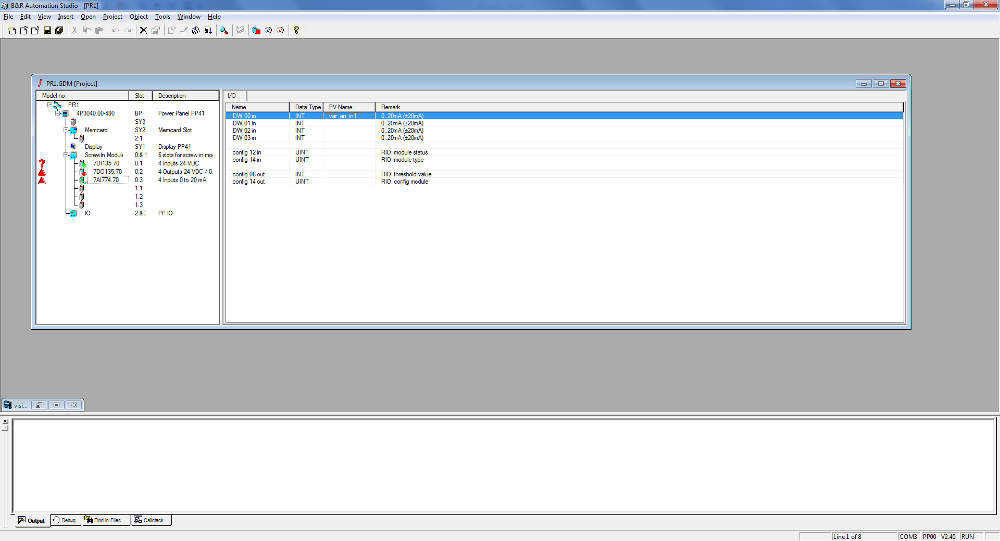 B&R Automation Studio - [PR1]
File Edit View Insert Open Project Object Tools Window Help
PR1.GDM [Project]
Model no. Slot Description
PR1
4P3040.00-490 BP Power Panel PP41
SY3
Memcard SY2 Memcard Slot
2.1
Display SY1 Display PP41
ScrewIn Module 0 & 1 6 slots for screw in mo
7DI135.70 0.1 4 Inputs 24 VDC
7DO135.70 0.2 4 Outputs 24 VDC / 0.
7AI774.70 0.3 4 Inputs 0 to 20 mA
1.1
1.2
1.3
IO 2 & 3 PP IO
I/O
Name Data Type PV Name Remark
DW 00 in INT var_an_in1 0..20mA (±20mA)
DW 01 in INT 0..20mA (±20mA)
DW 02 in INT 0..20mA (±20mA)
DW 03 in INT 0..20mA (±20mA)
config 12 in UINT RIO: module status
config 14 in UINT RIO: module type
config 08 out INT RIO: threshold value
config 14 out UINT RIO: config module
visi...
Output Debug Find in Files Callstack
Line 1 of 8 COM3 PP00 V2.40 RUN